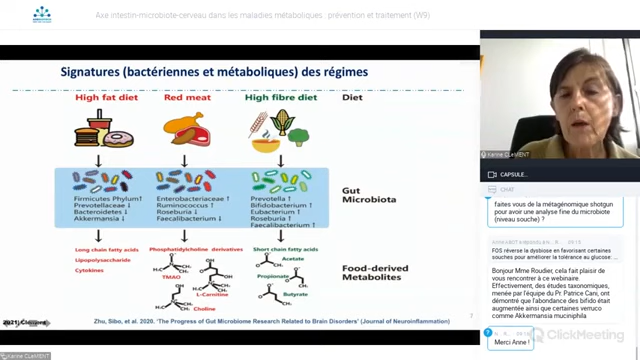 Axe intestin-microbiote-cerveau dans les maladies métaboliques : prévention et traitement (W9)
Signatures (bactériennes et métaboliques) des régimes
High fat diet
Red meat
High fibre diet
Diet
Firmicutes Phylum↑
Prevotellaceae ↓
Bacteroidetes ↓
Akkermansia ↓
Enterobacteriaceae ↑
Ruminococcus ↑
Roseburia ↓
Faecalibacterium ↓
Prevotella ↑
Bifidobacterium ↑
Eubacterium ↑
Roseburia ↑
Faecalibacterium ↑
Gut
Microbiota
Long chain fatty acids
Lipopolysaccharide
Cytokines
Phosphatidylcholine derivatives
TMAO
L-Carnitine
Choline
Short chain fatty acids
Acetate
Propionate
Butyrate
Food-derived
Metabolites
7
Zhu, Sibo, et al. 2020. 'The Progress of Gut Microbiome Research Related to Brain Disorders' (Journal of Neuroinflammation)
Karine CLéMENT
Karine CLéMENT
CAPSULE...
CHAT
faites vous de la métagénomique shotgun
pour avoir une analyse fine du microbiote
(niveau souche) ?
FOS réverse la dysbiose en favorisant certaines
souches pour améliorer la tolérance au glucose: ...
Bonjour Mme Roudier, cela fait plaisir de
vous rencontrer à ce webinaire.
Effectivement, des études taxonomiques,
menée par l'équipe du Pr. Patrice Cani, ont
démontré que l'abondance des bifido était
augmentée ainsi que certaines verruco
comme Akkermansia muciniphila
Merci Anne !
ClickMeeting